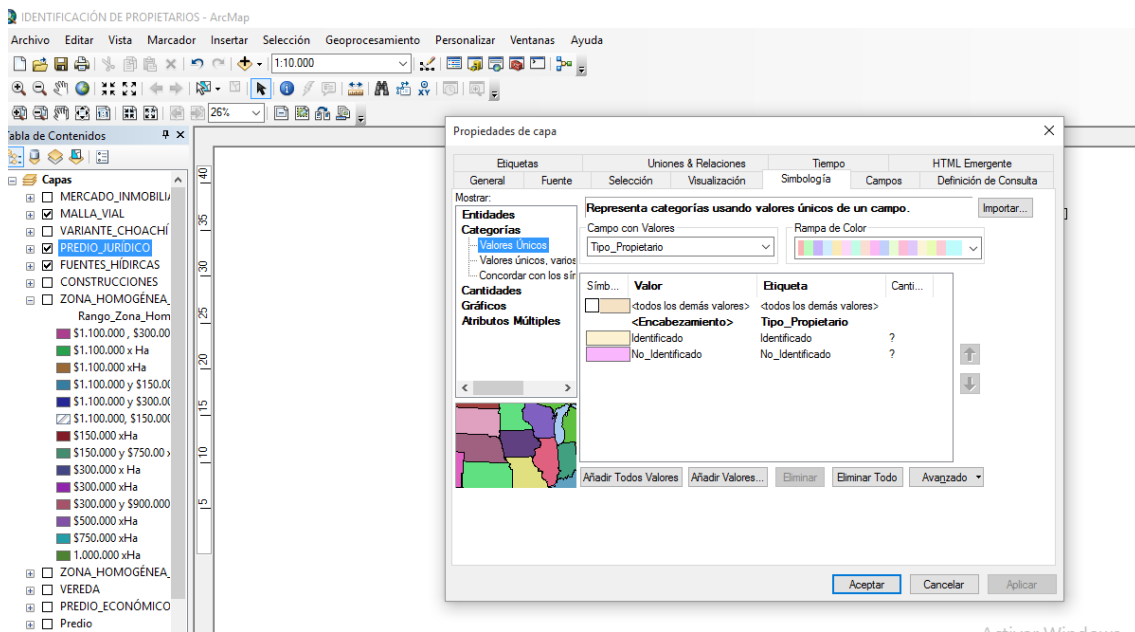 IDENTIFICACIÓN DE PROPIETARIOS - ArcMap
Archivo Editar Vista Marcador Insertar Selección Geoprocesamiento Personalizar Ventanas Ayuda
1:10.000
26%
Tabla de Contenidos
Capas
MERCADO_INMOBILI
MALLA_VIAL
VARIANTE_CHOACHÍ
PREDIO_JURÍDICO
FUENTES_HÍDIRCAS
CONSTRUCCIONES
ZONA_HOMOGÉNEA_
Rango_Zona_Hom
$1.100.000 , $300.00
$1.100.000 x Ha
$1.100.000 xHa
$1.100.000 y $150.00
$1.100.000 y $300.00
$1.100.000, $150.000
$150.000 xHa
$150.000 y $750.00 x
$300.000 x Ha
$300.000 xHa
$300.000 y $900.000
$500.000 xHa
$750.000 xHa
1.000.000 xHa
ZONA_HOMOGÉNEA_
VEREDA
PREDIO_ECONÓMICO
Predio
40
35
30
25
20
15
10
5
Propiedades de capa
Etiquetas Uniones & Relaciones Tiempo HTML Emergente
General Fuente Selección Visualización Simbología Campos Definición de Consulta
Mostrar:
Entidades
Categorías
Valores Únicos
Valores únicos, varios
Concordar con los sím
Cantidades
Gráficos
Atributos Múltiples
Representa categorías usando valores únicos de un campo.
Importar...
Campo con Valores
Tipo_Propietario
Rampa de Color
Símb... Valor Etiqueta Canti...
<todos los demás valores> <todos los demás valores>
<Encabezamiento> Tipo_Propietario
Identificado Identificado ?
No_Identificado No_Identificado ?
Añadir Todos Valores Añadir Valores... Eliminar Eliminar Todo Avanzado
Aceptar Cancelar Aplicar
Activar Windows